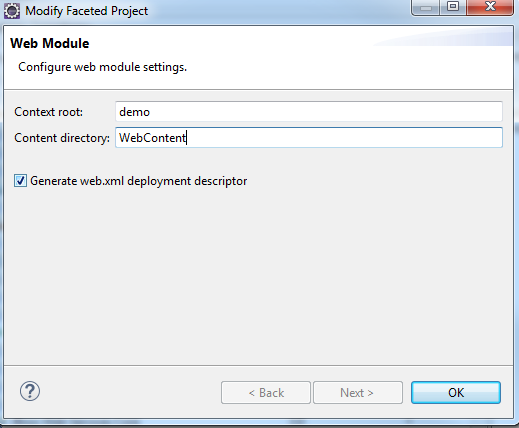 Modify Faceted Project
Web Module
Configure web module settings.
Context root: demo
Content directory: WebContent
Generate web.xml deployment descriptor
? < Back Next > OK